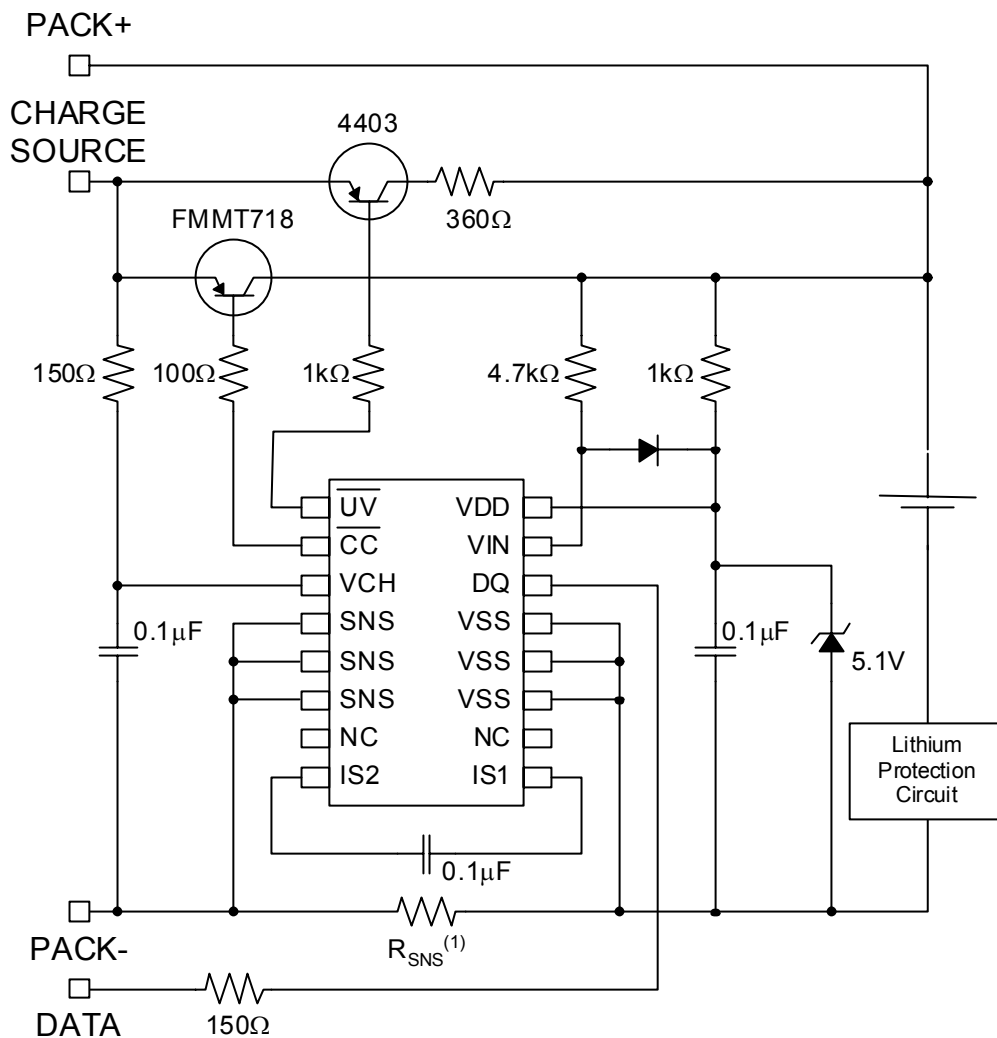 PACK+
CHARGE
SOURCE
4403
360Ω
FMMT718
150Ω
100Ω
1kΩ
4.7kΩ
1kΩ
UV
VDD
CC
VIN
VCH
DQ
SNS
VSS
SNS
VSS
SNS
VSS
NC
NC
IS2
IS1
0.1μF
0.1μF
5.1V
Lithium
Protection
Circuit
0.1μF
PACK-
RSNS(1)
DATA
150Ω